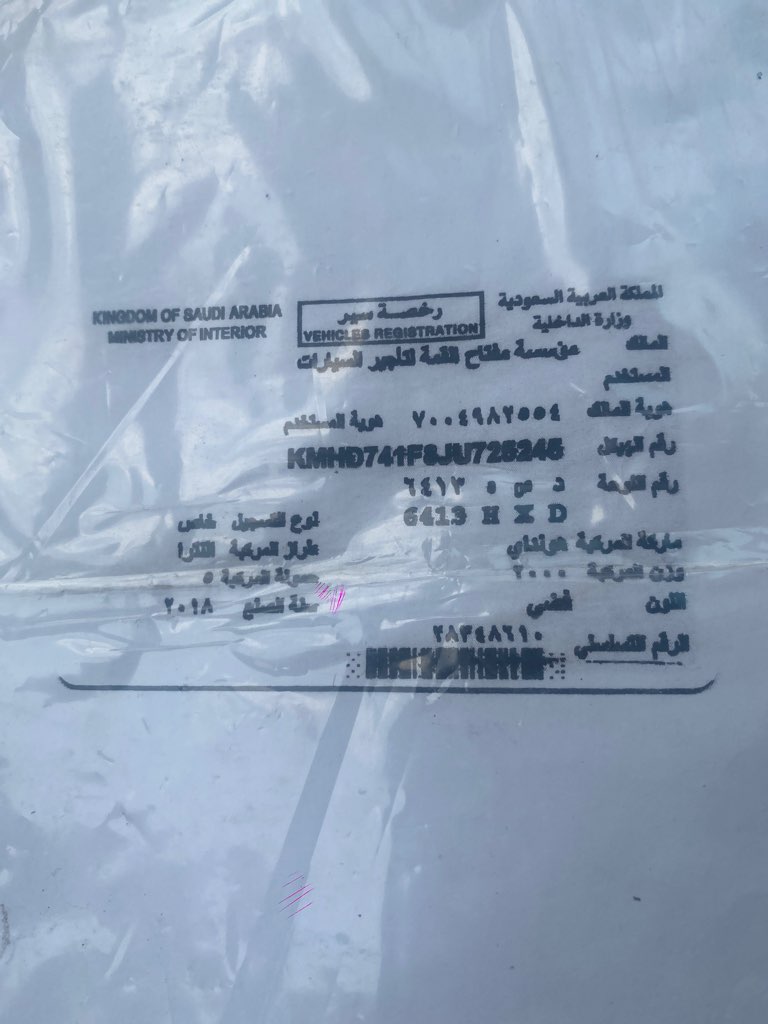 KINGDOM OF SAUDI ARABIA
MINISTRY OF INTERIOR
رخصة سير
VEHICLES REGISTRATION
المملكة العربية السعودية
وزارة الداخلية
المالك مؤسسة مفتاح القمة لتأجير السيارات
المستخدم
هوية المالك ٧٠٠٤٩٨٢٥٥٤ هوية المستخدم
رقم الهيكل KMHD741F8JU725245
رقم اللوحة د ص ه ٦٤١٣
6413 H X D نوع التسجيل خاص
ماركة المركبة هيونداي طراز المركبة النترا
وزن المركبة ٢٠٠٠ حمولة المركبة ٥
اللون فضي سنة الصنع ٢٠١٨
الرقم التسلسلي ٢٨٣٤٨٦١٠